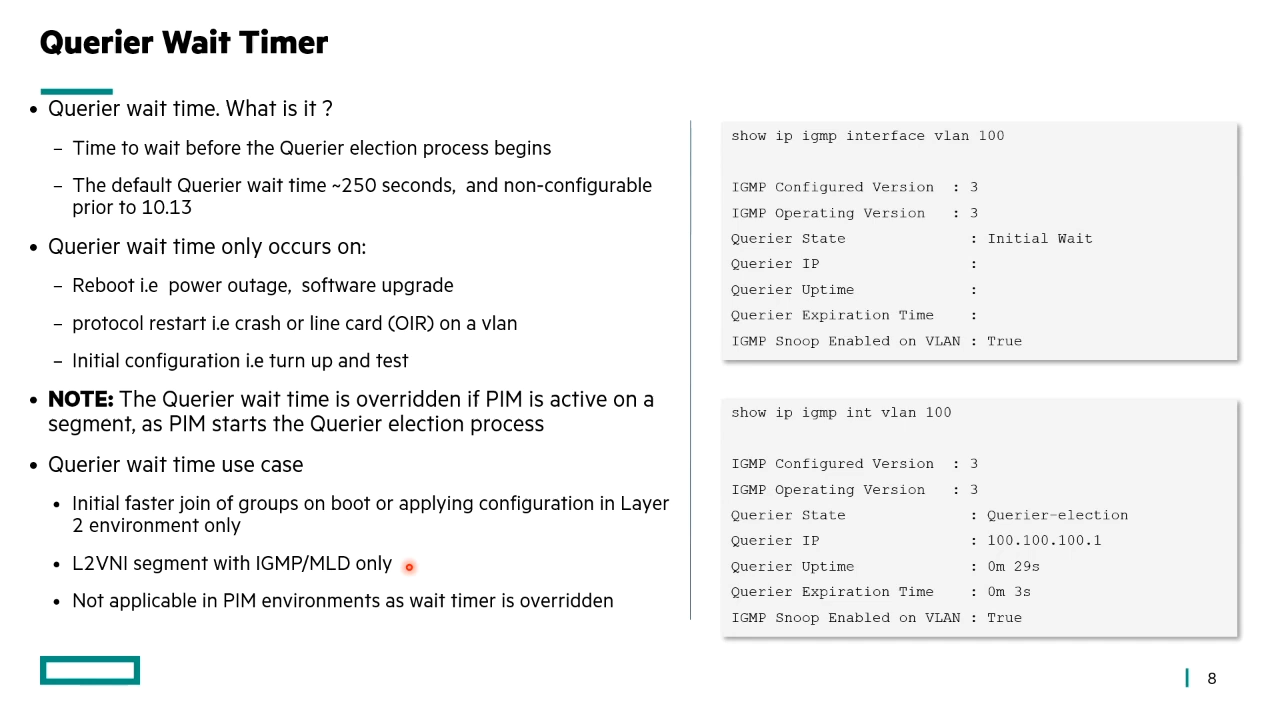 Querier Wait Timer
• Querier wait time. What is it ?
– Time to wait before the Querier election process begins
– The default Querier wait time ~250 seconds,  and non-configurable
prior to 10.13
• Querier wait time only occurs on:
– Reboot i.e  power outage,  software upgrade
– protocol restart i.e crash or line card (OIR) on a vlan
– Initial configuration i.e turn up and test
• NOTE: The Querier wait time is overridden if PIM is active on a
segment, as PIM starts the Querier election process
• Querier wait time use case
• Initial faster join of groups on boot or applying configuration in Layer
2 environment only
• L2VNI segment with IGMP/MLD only
• Not applicable in PIM environments as wait timer is overridden
show ip igmp interface vlan 100
IGMP Configured Version  : 3
IGMP Operating Version   : 3
Querier State              : Initial Wait
Querier IP                 :
Querier Uptime             :
Querier Expiration Time    :
IGMP Snoop Enabled on VLAN : True
show ip igmp int vlan 100
IGMP Configured Version  : 3
IGMP Operating Version   : 3
Querier State              : Querier-election
Querier IP                 : 100.100.100.1
Querier Uptime             : 0m 29s
Querier Expiration Time    : 0m 3s
IGMP Snoop Enabled on VLAN : True
8